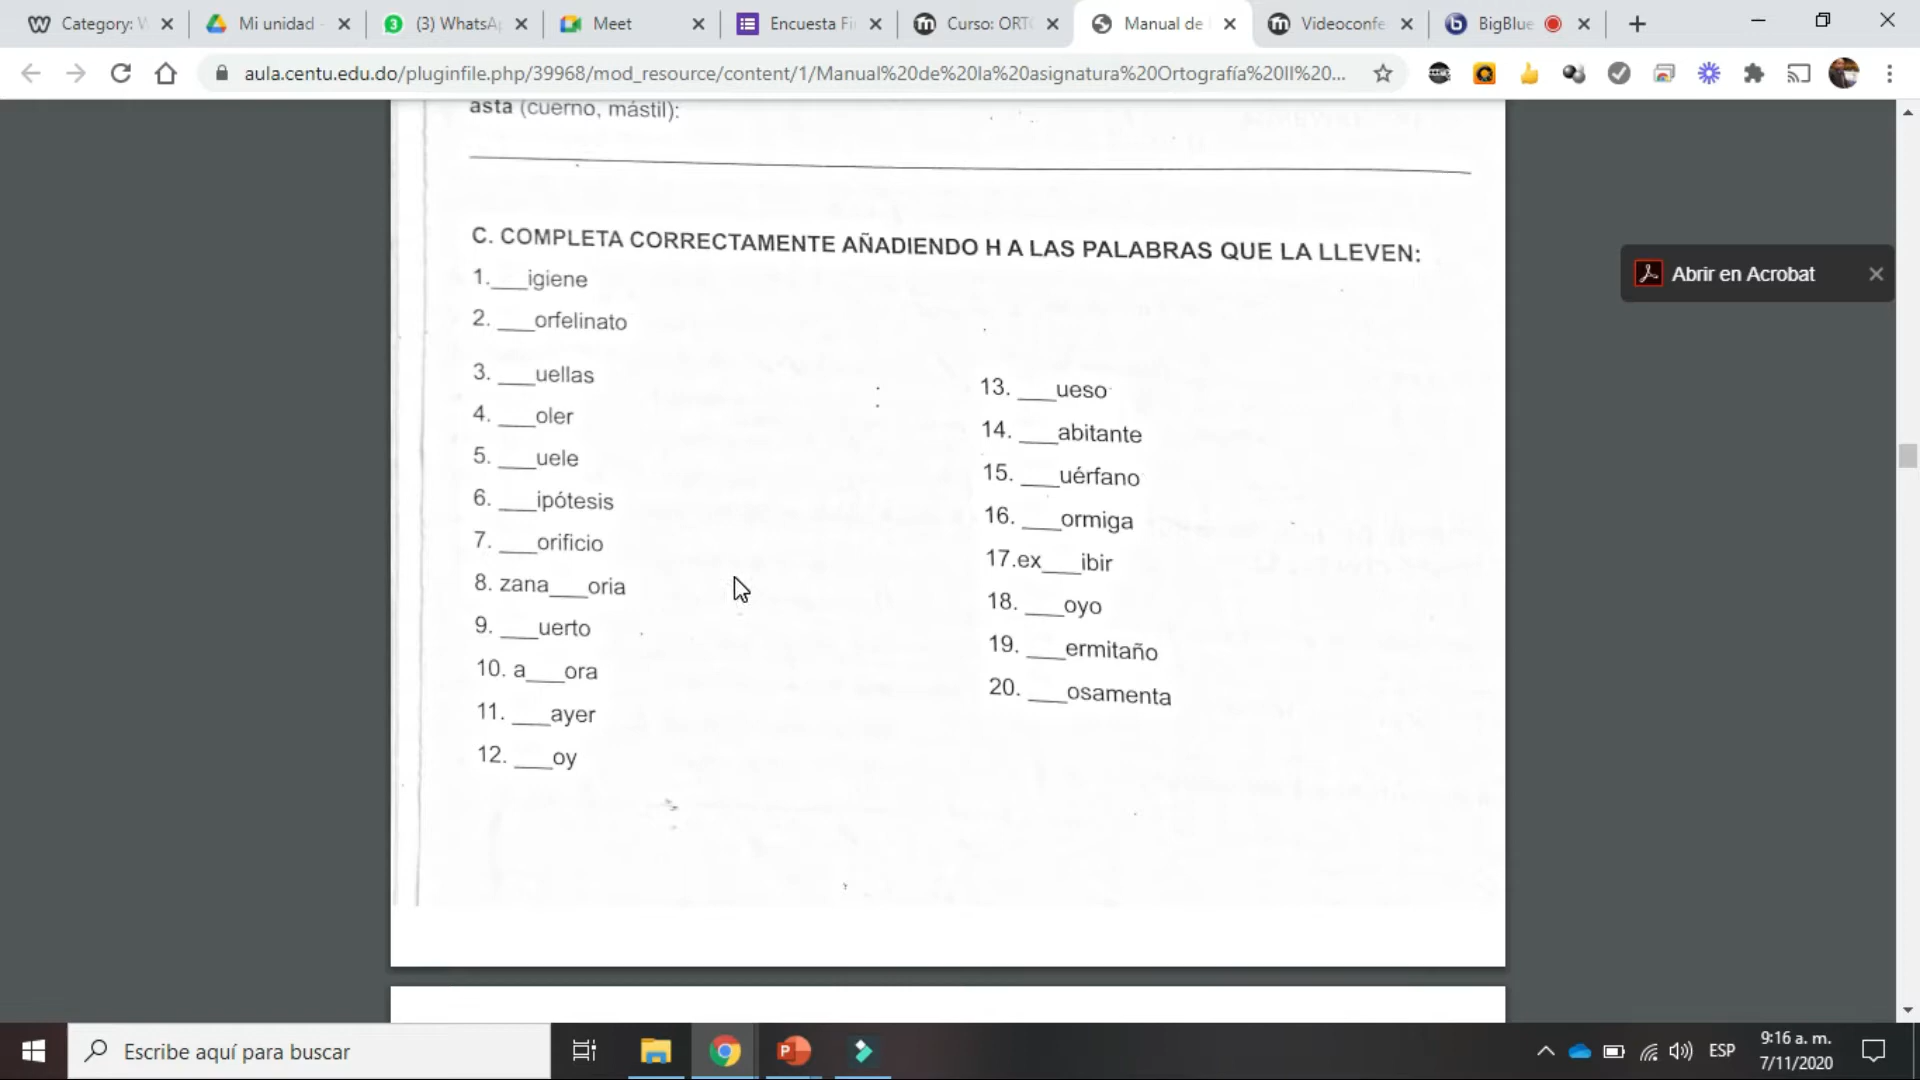 Category: W
Mi unidad -
(3) WhatsAp
Meet
Encuesta Fi
Curso: ORTO
Manual de
Videoconfe
BigBlue
aula.centu.edu.do/pluginfile.php/39968/mod_resource/content/1/Manual%20de%20la%20asignatura%20Ortografía%20II%20...
asta (cuerno, mástil):
C. COMPLETA CORRECTAMENTE AÑADIENDO H A LAS PALABRAS QUE LA LLEVEN:
1.___igiene
2. ___orfelinato
3. ___uellas
4. ___oler
5. ___uele
6. ___ipótesis
7. ___orificio
8. zana___oria
9. ___uerto
10. a___ora
11. ___ayer
12. ___oy
13. ___ueso
14. ___abitante
15. ___uérfano
16. ___ormiga
17.ex___ibir
18. ___oyo
19. ___ermitaño
20. ___osamenta
Abrir en Acrobat
Escribe aquí para buscar
ESP
9:16 a. m.
7/11/2020